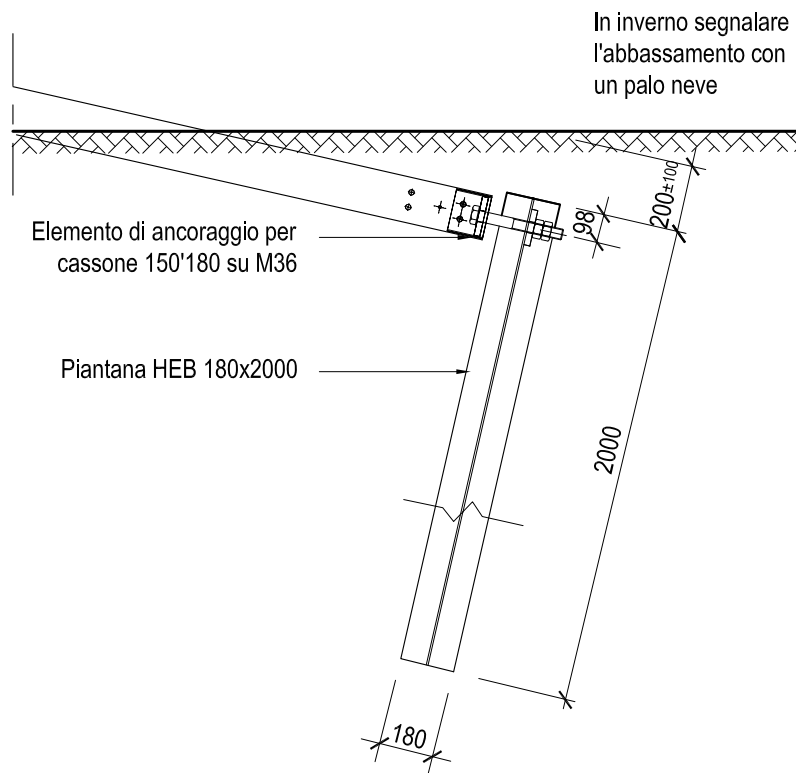 In inverno segnalare
l'abbassamento con
un palo neve
200±100
98
Elemento di ancoraggio per
cassone 150'180 su M36
Piantana HEB 180x2000
2000
180